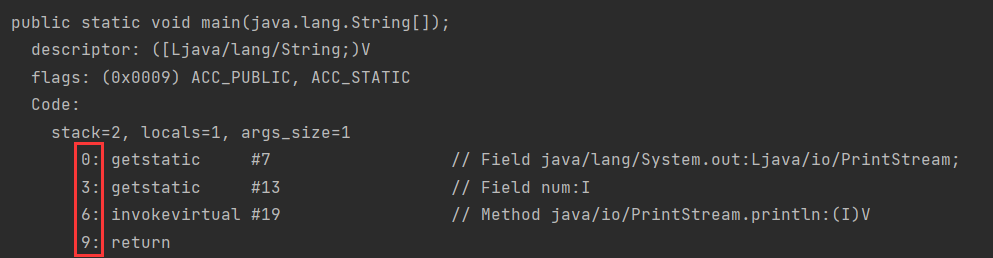 public static void main(java.lang.String[]);
descriptor: ([Ljava/lang/String;)V
flags: (0x0009) ACC_PUBLIC, ACC_STATIC
Code:
stack=2, locals=1, args_size=1
0: getstatic #7 // Field java/lang/System.out:Ljava/io/PrintStream;
3: getstatic #13 // Field num:I
6: invokevirtual #19 // Method java/io/PrintStream.println:(I)V
9: return